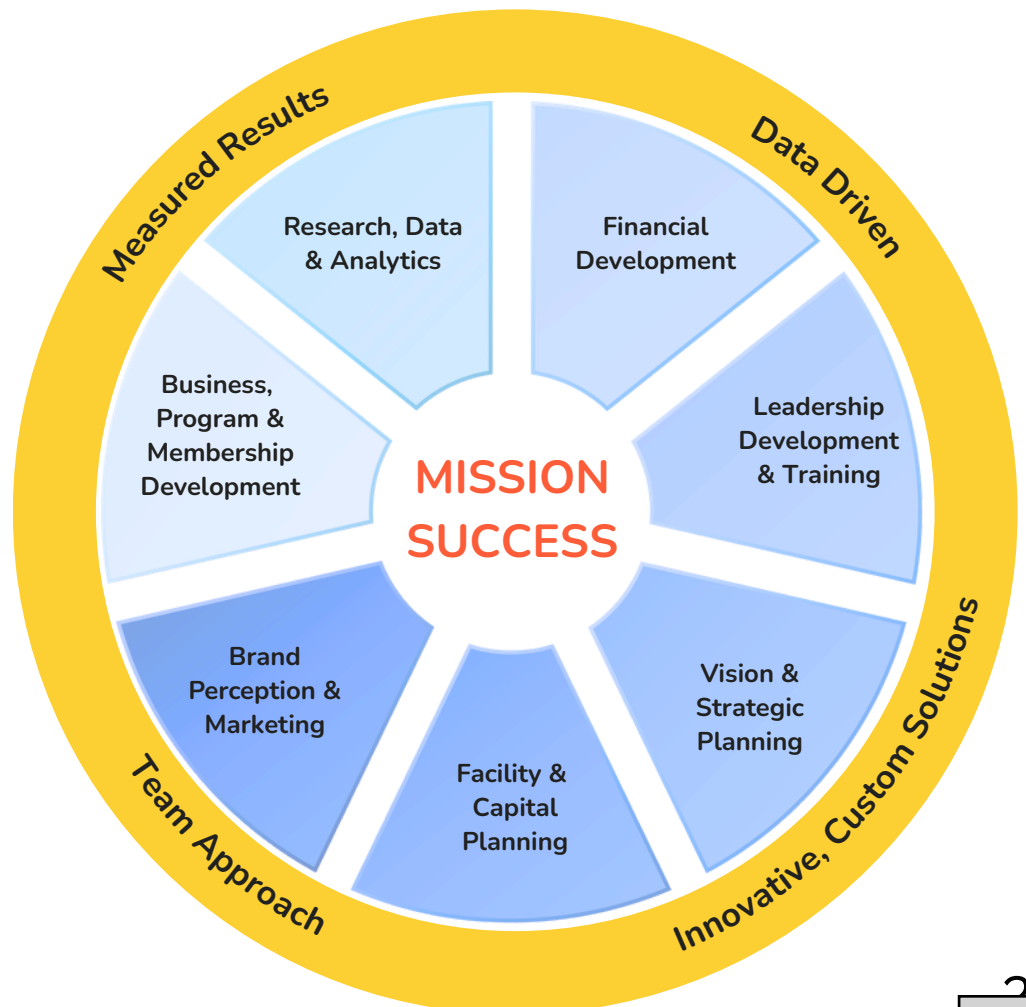 Measured Results
Data Driven
Research, Data
& Analytics
Financial
Development
Business,
Program &
Membership
Development
Leadership
Development
& Training
MISSION
SUCCESS
Brand
Perception &
Marketing
Vision &
Strategic
Planning
Facility &
Capital
Planning
Team Approach
Innovative, Custom Solutions